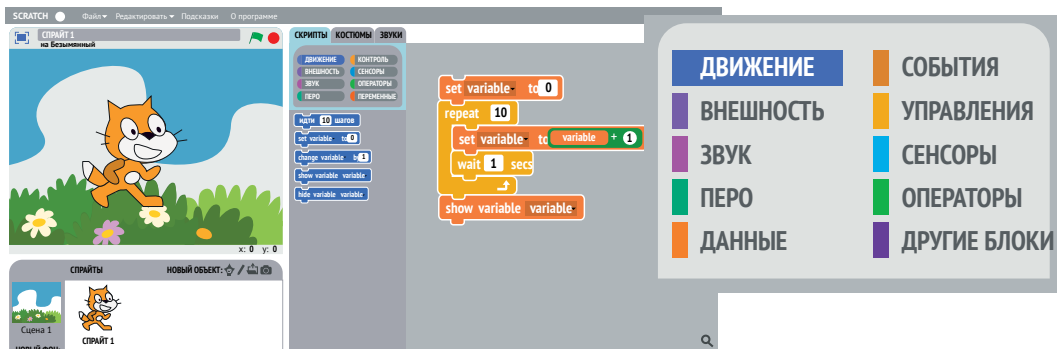 SCRATCH Файл Редактировать Подсказки О программе
СПРАЙТ 1
на Безымянный
x: 0 y: 0
СПРАЙТЫ НОВЫЙ ОБЪЕКТ:
Сцена 1
СПРАЙТ 1
НОВЫЙ ФОН:
СКРИПТЫ КОСТЮМЫ ЗВУКИ
ДВИЖЕНИЕ КОНТРОЛЬ
ВНЕШНОСТЬ СЕНСОРЫ
ЗВУК ОПЕРАТОРЫ
ПЕРО ПЕРЕМЕННЫЕ
идти 10 шагов
set variable to 0
change variable b 1
show variable variable
hide variable variable
set variable to 0
repeat 10
set variable to variable + 1
wait 1 secs
show variable variable
ДВИЖЕНИЕ СОБЫТИЯ
ВНЕШНОСТЬ УПРАВЛЕНИЯ
ЗВУК СЕНСОРЫ
ПЕРО ОПЕРАТОРЫ
ДАННЫЕ ДРУГИЕ БЛОКИ